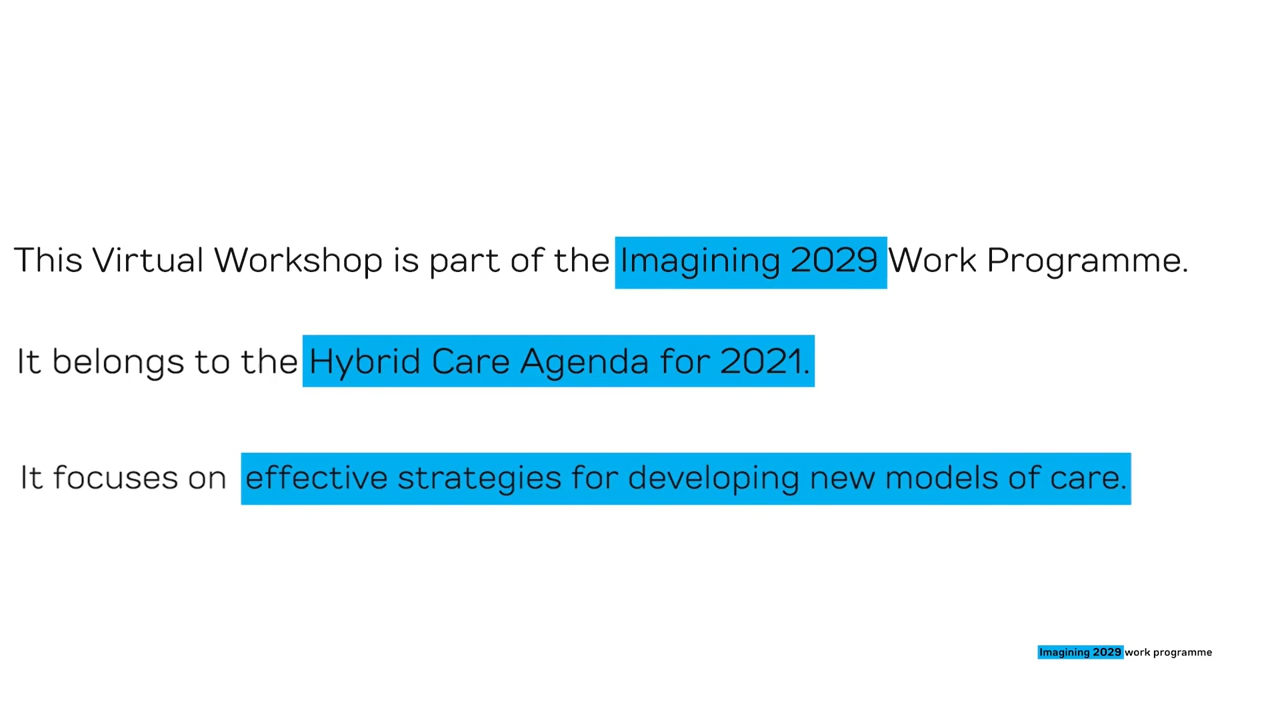 This Virtual Workshop is part of the Imagining 2029 Work Programme.
It belongs to the Hybrid Care Agenda for 2021.
It focuses on effective strategies for developing new models of care.
Imagining 2029 work programme